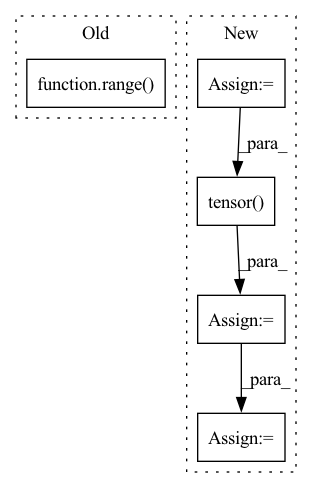 Old
New
function.range()
Assign:=
_para_
tensor()
_para_
Assign:=
_para_
Assign:=